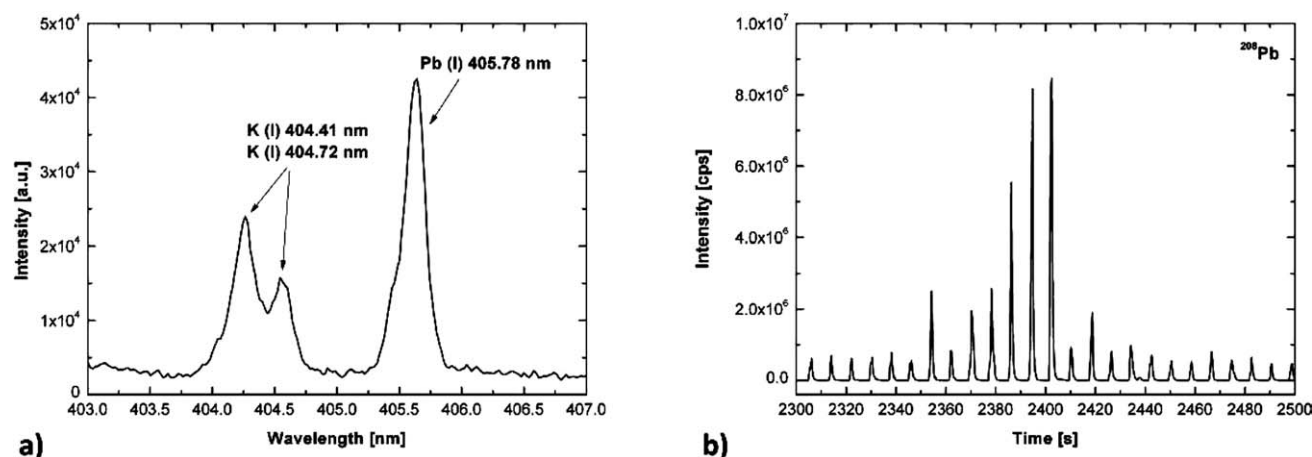 5x10⁴
4x10⁴
3x10⁴
2x10⁴
1x10⁴
0
Intensity [a.u.]
Pb (I) 405.78 nm
K (I) 404.41 nm
K (I) 404.72 nm
403.0 403.5 404.0 404.5 405.0 405.5 406.0 406.5 407.0
Wavelength [nm]
a)
1.0x10⁷
8.0x10⁶
6.0x10⁶
4.0x10⁶
2.0x10⁶
0.0
Intensity [cps]
²⁰⁸Pb
2300 2320 2340 2360 2380 2400 2420 2440 2460 2480 2500
Time [s]
b)